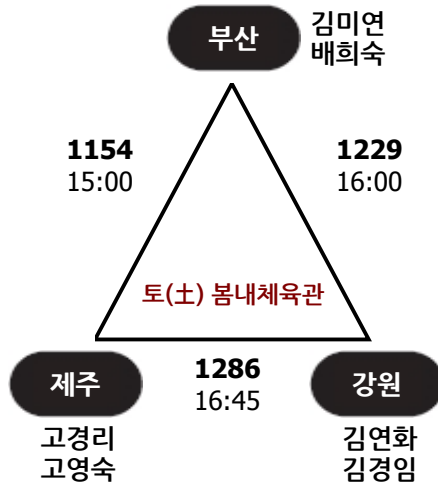 부산
김미연
배희숙
1154
15:00
1229
16:00
토(土) 봄내체육관
제주
1286
16:45
강원
고경리
고영숙
김연화
김경임